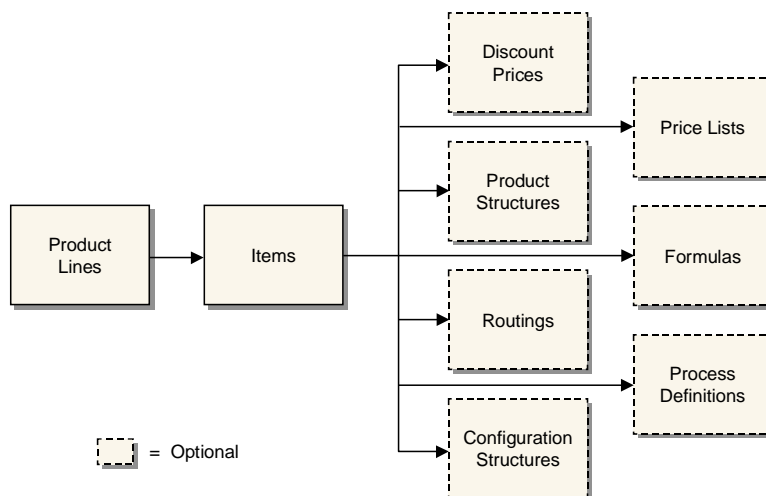 Discount
Prices
Price Lists
Product
Structures
Product
Lines
Items
Formulas
Routings
Process
Definitions
Configuration
Structures
= Optional